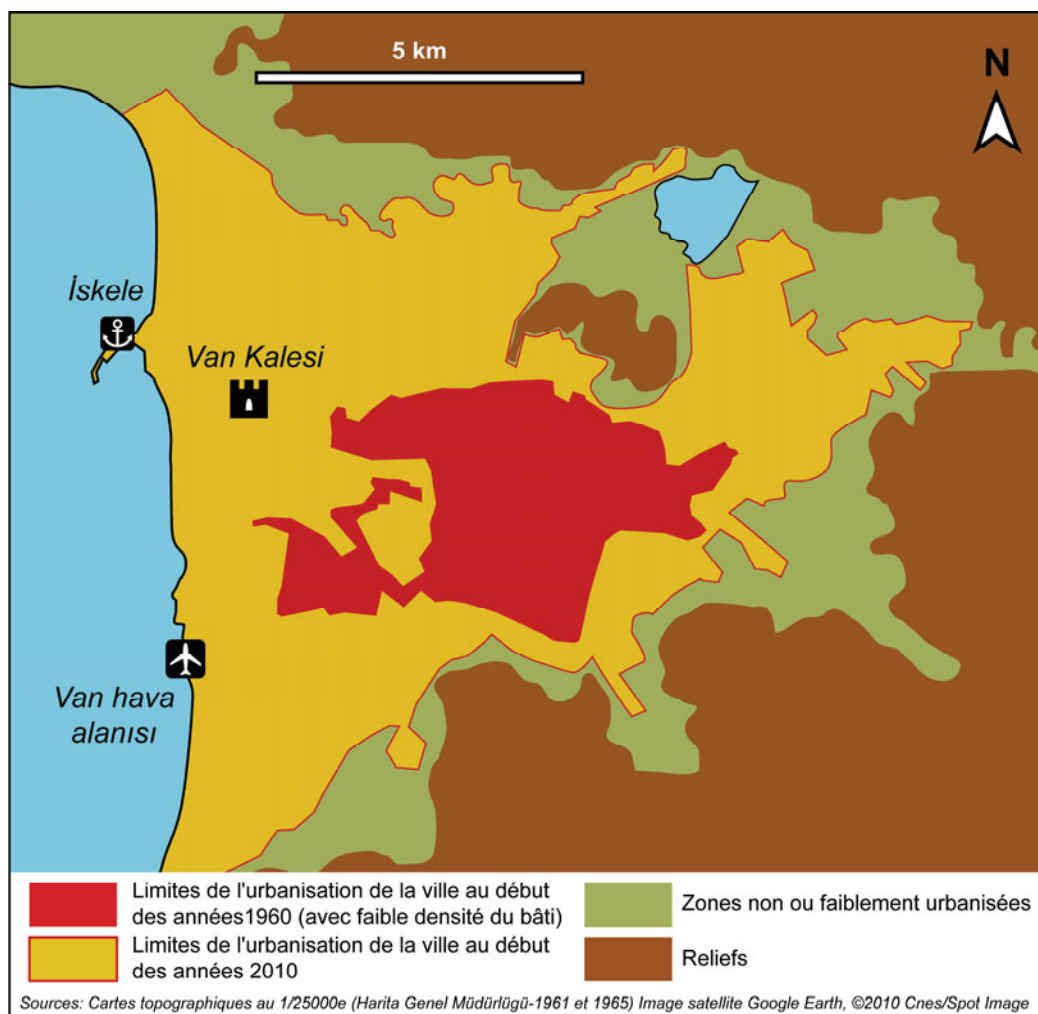 5 km
N
İskele
Van Kalesi
Van hava
alanısı
Limites de l'urbanisation de la ville au début
des années1960 (avec faible densité du bâti)
Limites de l'urbanisation de la ville au début
des années 2010
Zones non ou faiblement urbanisées
Reliefs
Sources: Cartes topographiques au 1/25000e (Harita Genel Müdürlügü-1961 et 1965) Image satellite Google Earth, ©2010 Cnes/Spot Image